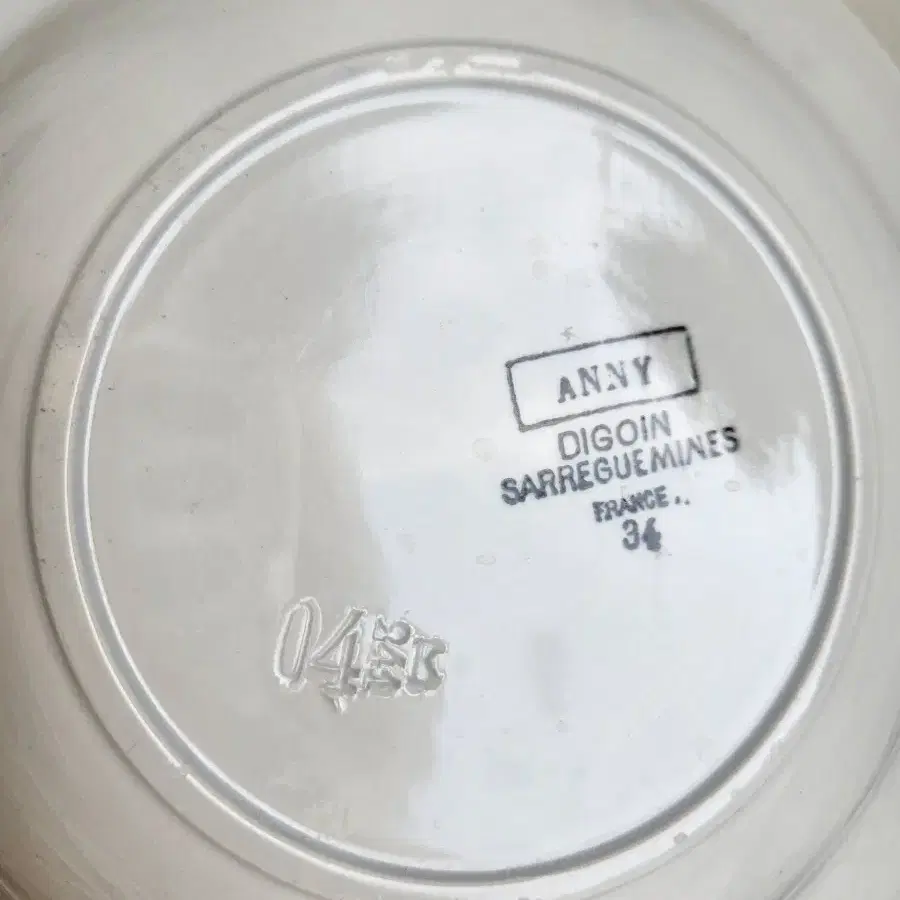 ANNY
DIGOIN
SARREGUEMINES
FRANCE
34
04